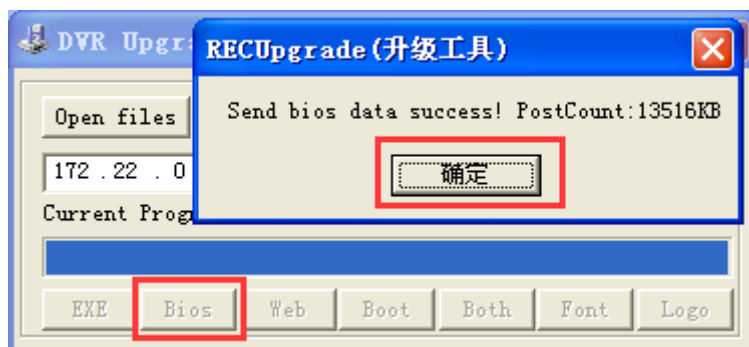 DVR Upgr
RECUpgrade(升级工具)
Open files
Send bios data success! PostCount:13516KB
172 . 22 . 0
确定
Current Prog
EXE Bios Web Boot Both Font Logo